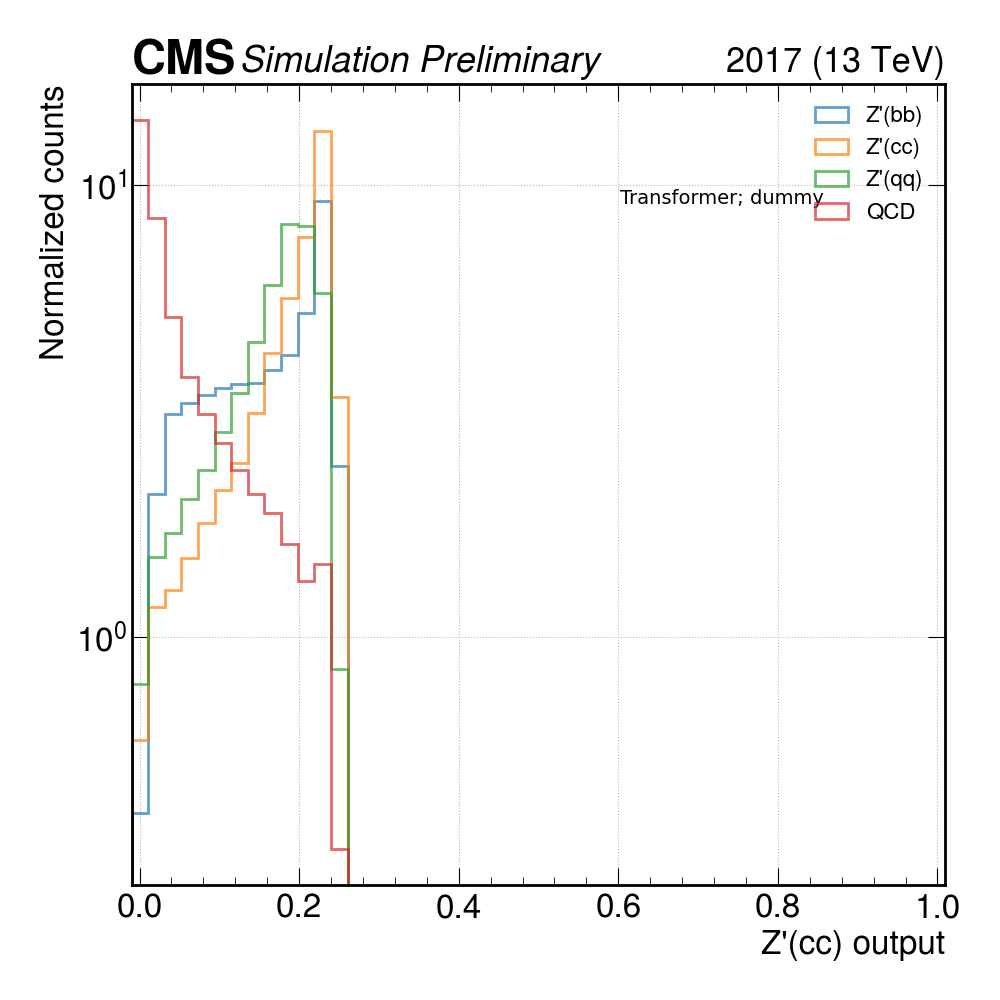 CMS Simulation Preliminary 2017 (13 TeV)
Normalized counts
10¹
10⁰
Z'(bb)
Z'(cc)
Z'(qq)
QCD
Transformer; dummy
0.0 0.2 0.4 0.6 0.8 1.0
Z'(cc) output